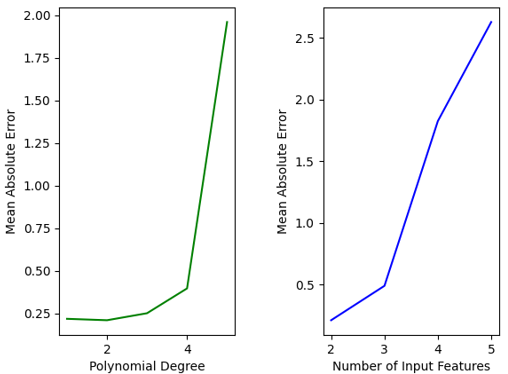 2.00
1.75
1.50
1.25
1.00
0.75
0.50
0.25
Mean Absolute Error
2 4
Polynomial Degree
2.5
2.0
1.5
1.0
0.5
Mean Absolute Error
2 3 4 5
Number of Input Features